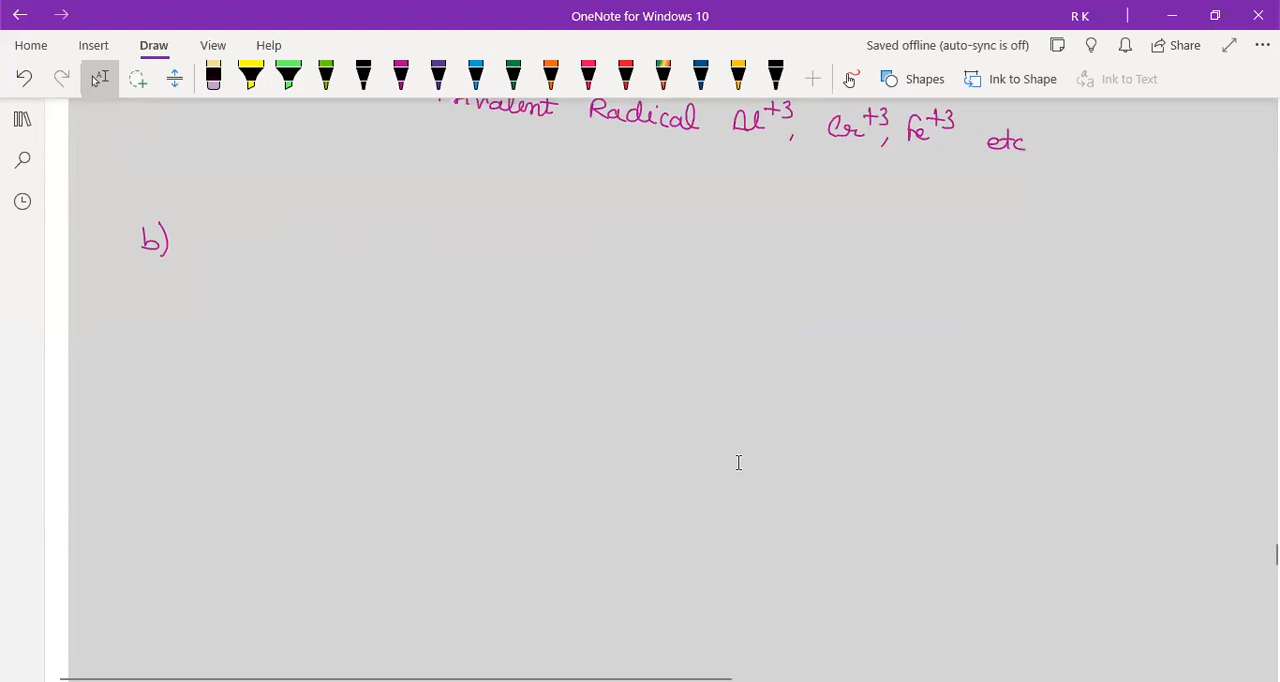 OneNote for Windows 10
R K
Home Insert Draw View Help
Saved offline (auto-sync is off) Share
Shapes Ink to Shape Ink to Text
Radical Al+3, Cr+3, Fe+3 etc
b)